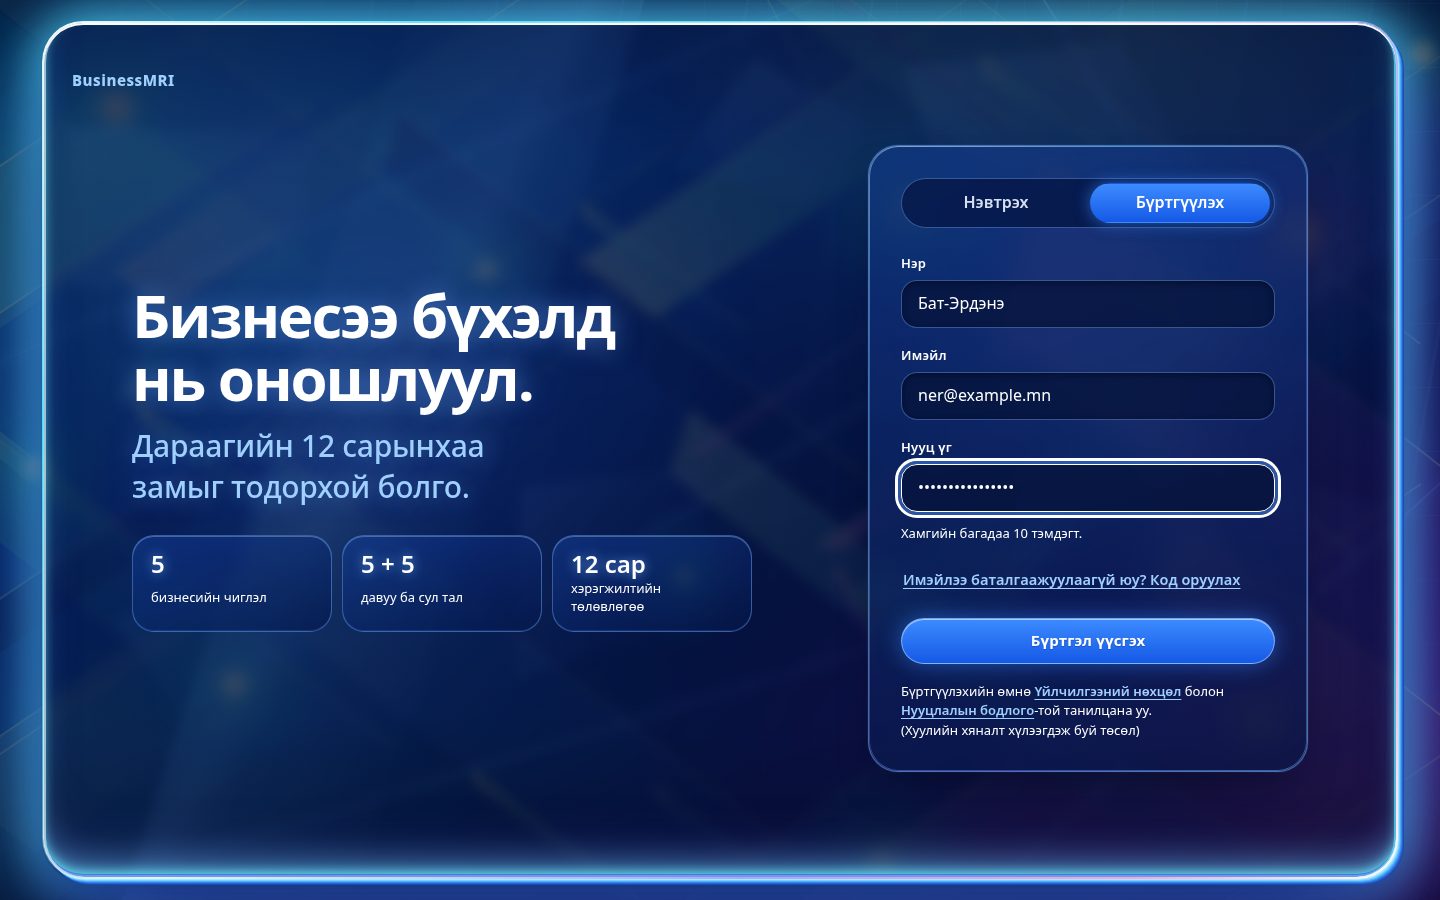 BusinessMRI
Бизнесээ бүхэлд
нь оношлуул.
Дараагийн 12 сарынхаа
замыг тодорхой болго.
5
бизнесийн чиглэл
5 + 5
давуу ба сул тал
12 сар
хэрэгжилтийн
төлөвлөгөө
Нэвтрэх
Бүртгүүлэх
Нэр
Бат-Эрдэнэ
Имэйл
ner@example.mn
Нууц үг
••••••••••••••••
Хамгийн багадаа 10 тэмдэгт.
Имэйлээ баталгаажуулаагүй юу? Код оруулах
Бүртгэл үүсгэх
Бүртгүүлэхийн өмнө Үйлчилгээний нөхцөл болон
Нууцлалын бодлого-той танилцана уу.
(Хуулийн хяналт хүлээгдэж буй төсөл)